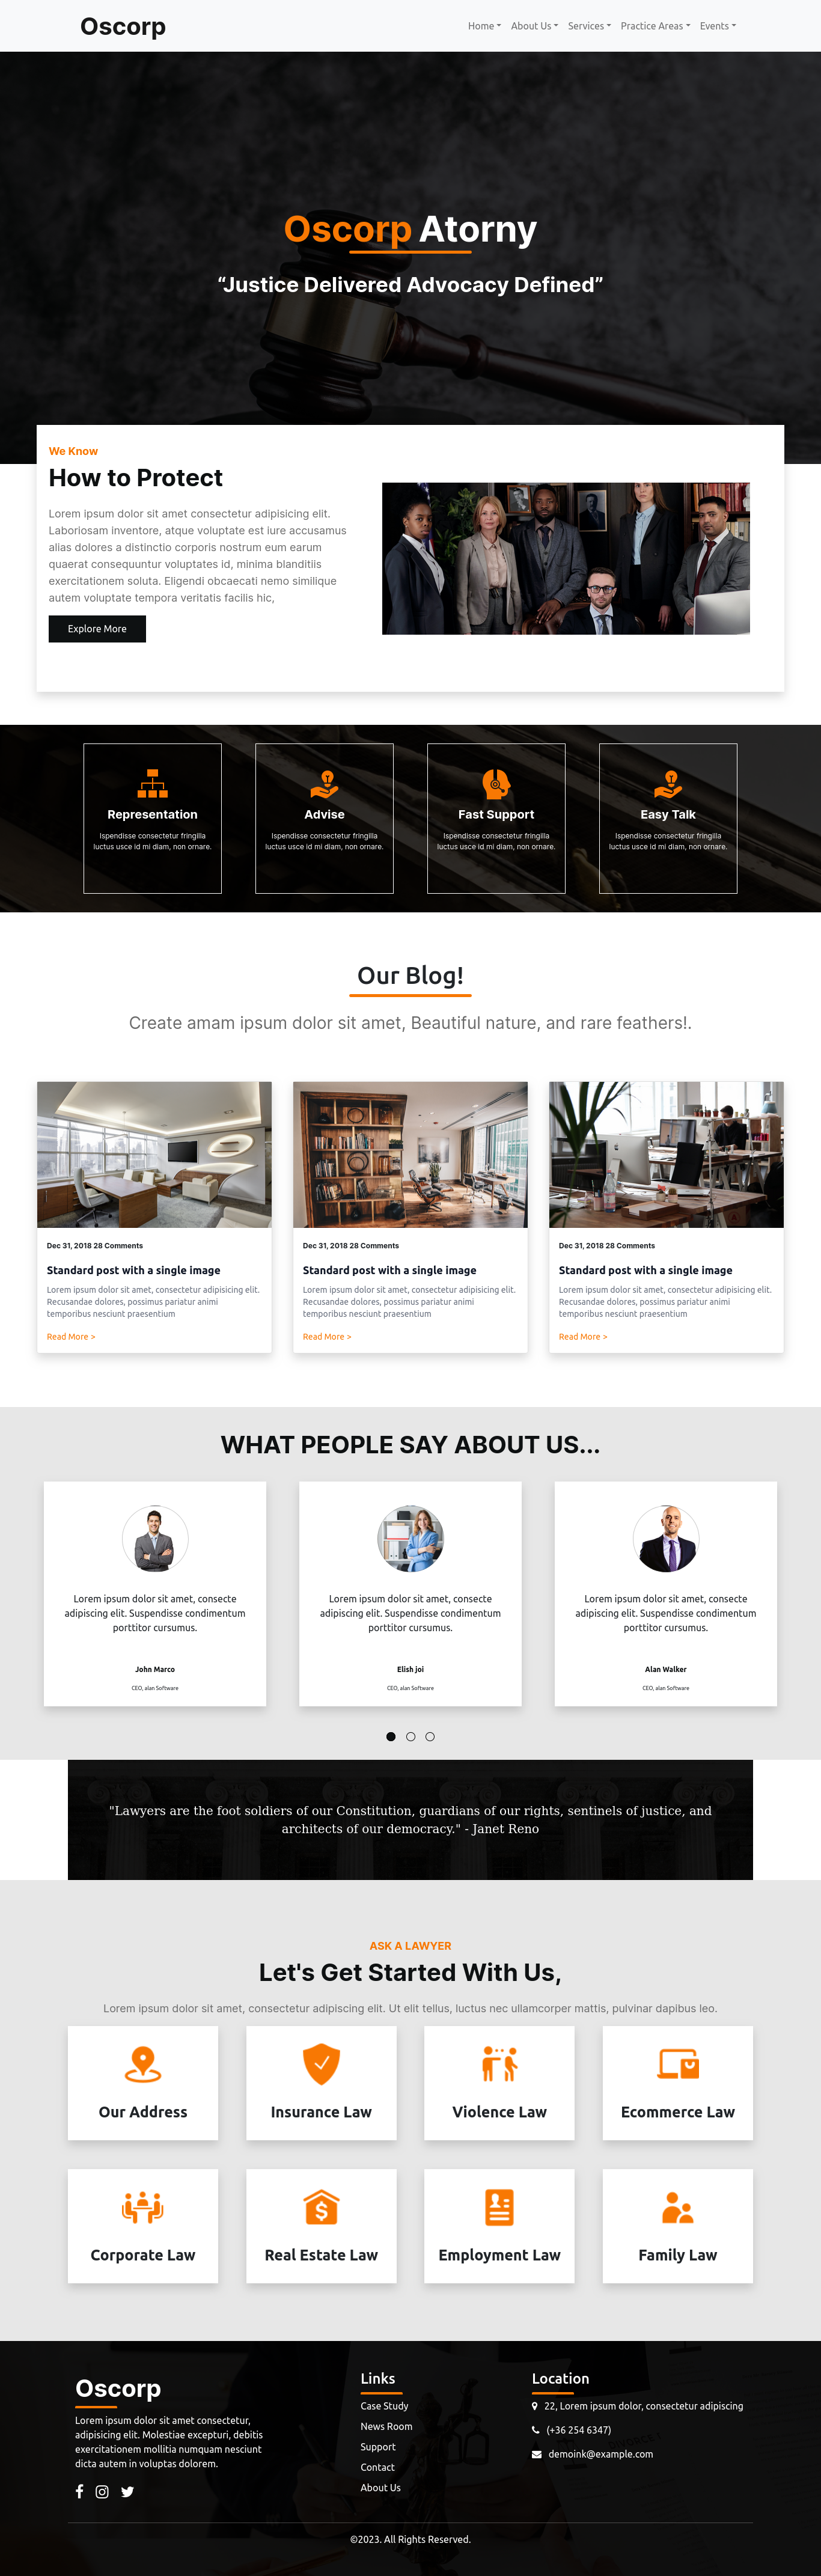 Oscorp
Home About Us Services Practice Areas Events
Oscorp Atorny
“Justice Delivered Advocacy Defined”
We Know
How to Protect
Lorem ipsum dolor sit amet consectetur adipisicing elit.
Laboriosam inventore, atque voluptate est iure accusamus
alias dolores a distinctio corporis nostrum eum earum
quaerat consequuntur voluptates id, minima blanditiis
exercitationem soluta. Eligendi obcaecati nemo similique
autem voluptate tempora veritatis facilis hic,
Explore More
Representation
Ispendisse consectetur fringilla
luctus usce id mi diam, non ornare.
Advise
Ispendisse consectetur fringilla
luctus usce id mi diam, non ornare.
Fast Support
Ispendisse consectetur fringilla
luctus usce id mi diam, non ornare.
Easy Talk
Ispendisse consectetur fringilla
luctus usce id mi diam, non ornare.
Our Blog!
Create amam ipsum dolor sit amet, Beautiful nature, and rare feathers!.
Dec 31, 2018 28 Comments
Standard post with a single image
Lorem ipsum dolor sit amet, consectetur adipisicing elit.
Recusandae dolores, possimus pariatur animi
temporibus nesciunt praesentium
Read More >
Dec 31, 2018 28 Comments
Standard post with a single image
Lorem ipsum dolor sit amet, consectetur adipisicing elit.
Recusandae dolores, possimus pariatur animi
temporibus nesciunt praesentium
Read More >
Dec 31, 2018 28 Comments
Standard post with a single image
Lorem ipsum dolor sit amet, consectetur adipisicing elit.
Recusandae dolores, possimus pariatur animi
temporibus nesciunt praesentium
Read More >
WHAT PEOPLE SAY ABOUT US...
Lorem ipsum dolor sit amet, consecte
adipiscing elit. Suspendisse condimentum
porttitor cursumus.
John Marco
CEO, alan Software
Lorem ipsum dolor sit amet, consecte
adipiscing elit. Suspendisse condimentum
porttitor cursumus.
Elish joi
CEO, alan Software
Lorem ipsum dolor sit amet, consecte
adipiscing elit. Suspendisse condimentum
porttitor cursumus.
Alan Walker
CEO, alan Software
"Lawyers are the foot soldiers of our Constitution, guardians of our rights, sentinels of justice, and
architects of our democracy." - Janet Reno
ASK A LAWYER
Let's Get Started With Us,
Lorem ipsum dolor sit amet, consectetur adipiscing elit. Ut elit tellus, luctus nec ullamcorper mattis, pulvinar dapibus leo.
Our Address
Insurance Law
Violence Law
Ecommerce Law
Corporate Law
Real Estate Law
Employment Law
Family Law
Oscorp
Lorem ipsum dolor sit amet consectetur,
adipisicing elit. Molestiae excepturi, debitis
exercitationem mollitia numquam nesciunt
dicta autem in voluptas dolorem.
Links
Case Study
News Room
Support
Contact
About Us
Location
22, Lorem ipsum dolor, consectetur adipiscing
(+36 254 6347)
demoink@example.com
©2023. All Rights Reserved.